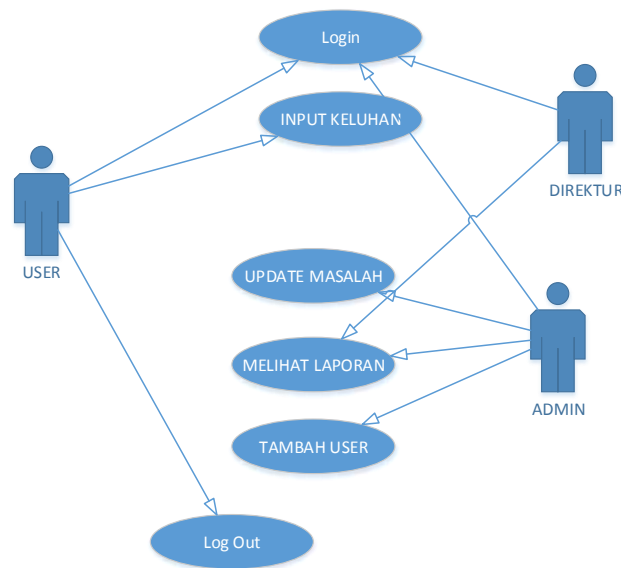 Login
INPUT KELUHAN
DIREKTUR
USER
UPDATE MASALAH
MELIHAT LAPORAN
ADMIN
TAMBAH USER
Log Out